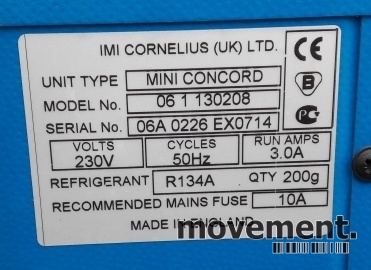 IMI CORNELIUS (UK) LTD.
UNIT TYPE MINI CONCORD
MODEL No. 06 1 130208
SERIAL No. 06A 0226 EX0714
CE
B
PC
VOLTS CYCLES RUN AMPS
230V 50Hz 3.0A
REFRIGERANT R134A QTY 200g
RECOMMENDED MAINS FUSE 10A
MADE IN ENGLAND
movement.